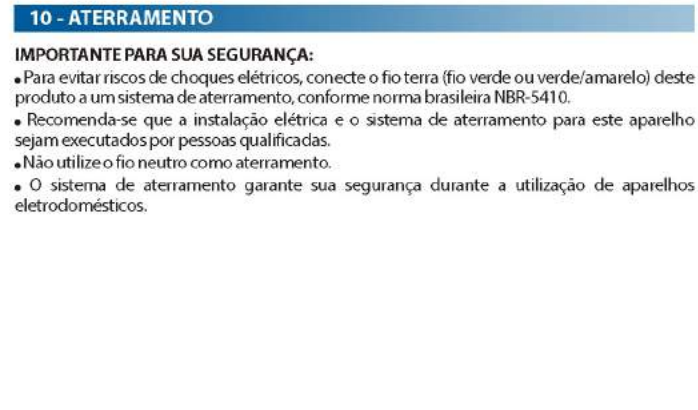 10 - ATERRAMENTO
IMPORTANTE PARA SUA SEGURANÇA:
• Para evitar riscos de choques elétricos, conecte o fio terra (fio verde ou verde/amarelo) deste
produto a um sistema de aterramento, conforme norma brasileira NBR-5410.
• Recomenda-se que a instalação elétrica e o sistema de aterramento para este aparelho
sejam executados por pessoas qualificadas.
• Não utilize o fio neutro como aterramento.
• O sistema de aterramento garante sua segurança durante a utilização de aparelhos
eletrodomésticos.